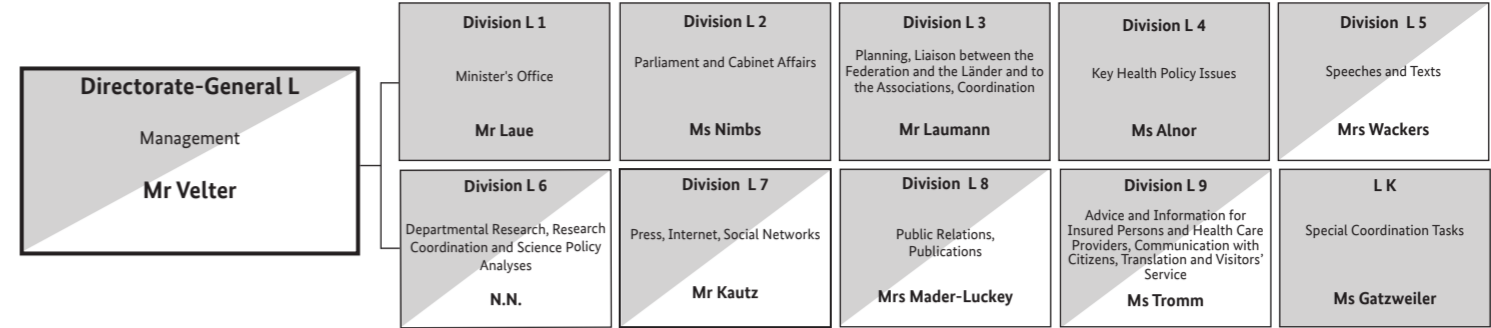 Directorate-General L
Management
Mr Velter
Division L 1
Minister's Office
Mr Laue
Division L 2
Parliament and Cabinet Affairs
Ms Nimbs
Division L 3
Planning, Liaison between the
Federation and the Länder and to
the Associations, Coordination
Mr Laumann
Division L 4
Key Health Policy Issues
Ms Alnor
Division L 5
Speeches and Texts
Mrs Wackers
Division L 6
Departmental Research, Research
Coordination and Science Policy
Analyses
N.N.
Division L 7
Press, Internet, Social Networks
Mr Kautz
Division L 8
Public Relations,
Publications
Mrs Mader-Luckey
Division L 9
Advice and Information for
Insured Persons and Health Care
Providers, Communication with
Citizens, Translation and Visitors'
Service
Ms Tromm
L K
Special Coordination Tasks
Ms Gatzweiler